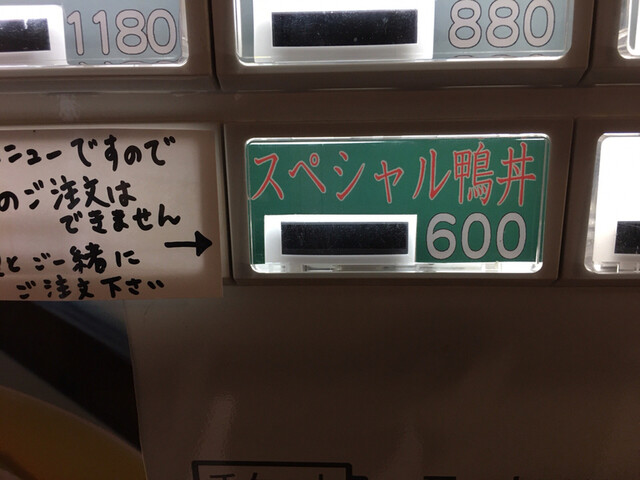 1180
880
スペシャル鴨丼
600
ニューですので
のご注文は
できません
とご一緒に
ご注文下さい